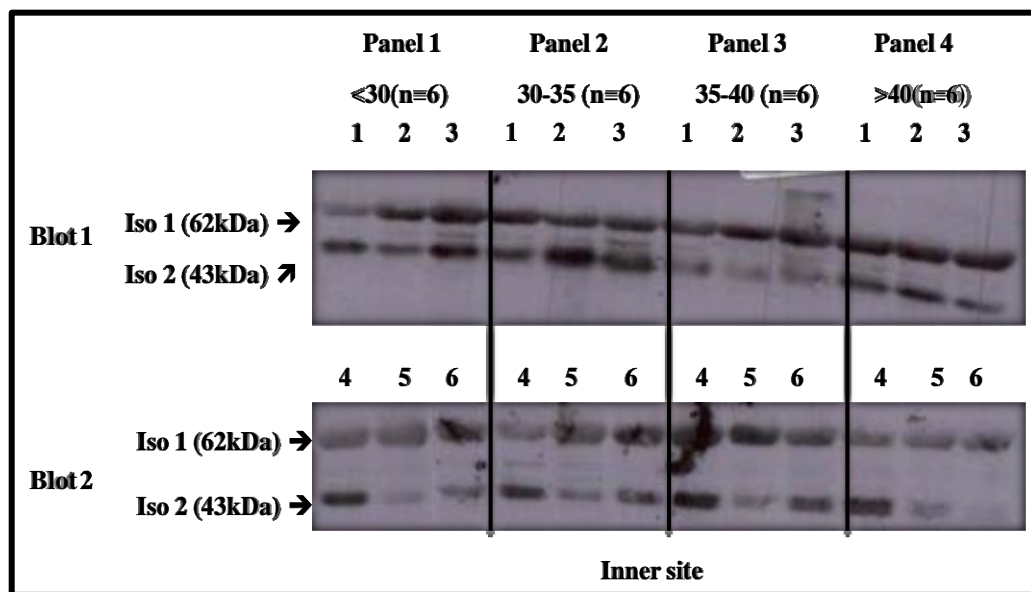 Panel 1 Panel 2 Panel 3 Panel 4
<30(n=6) 30-35 (n=6) 35-40 (n=6) >40(n=6)
1 2 3 1 2 3 1 2 3 1 2 3
Iso 1 (62kDa) →
Blot 1
Iso 2 (43kDa) ↗
4 5 6 4 5 6 4 5 6 4 5 6
Iso 1 (62kDa) →
Blot 2
Iso 2 (43kDa) →
Inner site